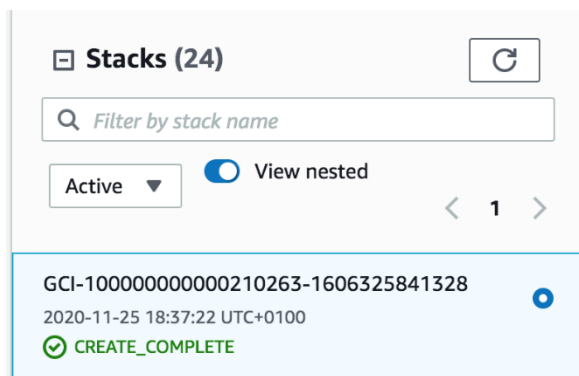 Stacks (24)
Filter by stack name
Active
View nested
1
GCI-100000000000210263-1606325841328
2020-11-25 18:37:22 UTC+0100
CREATE_COMPLETE